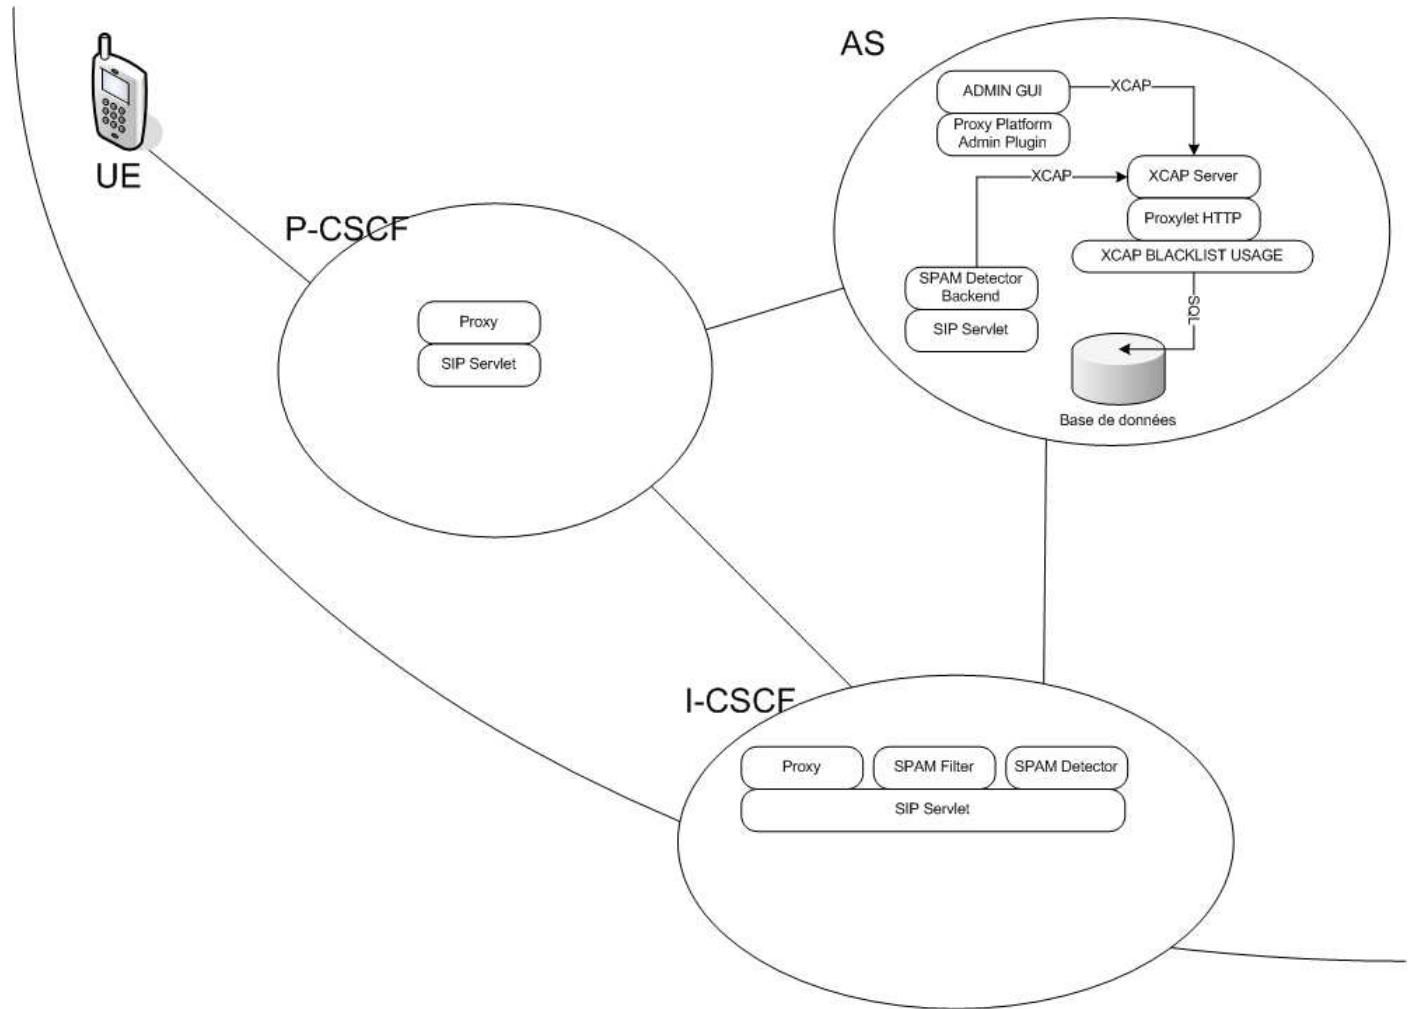 AS
UE
ADMIN GUI
XCAP
Proxy Platform
Admin Plugin
XCAP
XCAP Server
Proxylet HTTP
XCAP BLACKLIST USAGE
SPAM Detector
Backend
SIP Servlet
SQL
Base de données
P-CSCF
Proxy
SIP Servlet
I-CSCF
Proxy
SPAM Filter
SPAM Detector
SIP Servlet